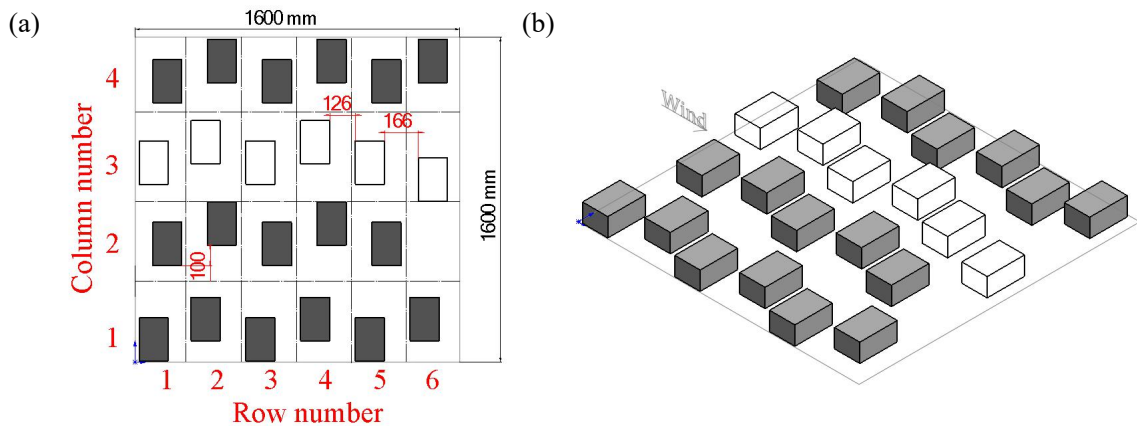 (a)
1600 mm
4
3
2
1
Column number
126
166
100
1600 mm
1 2 3 4 5 6
Row number
(b)
Wind